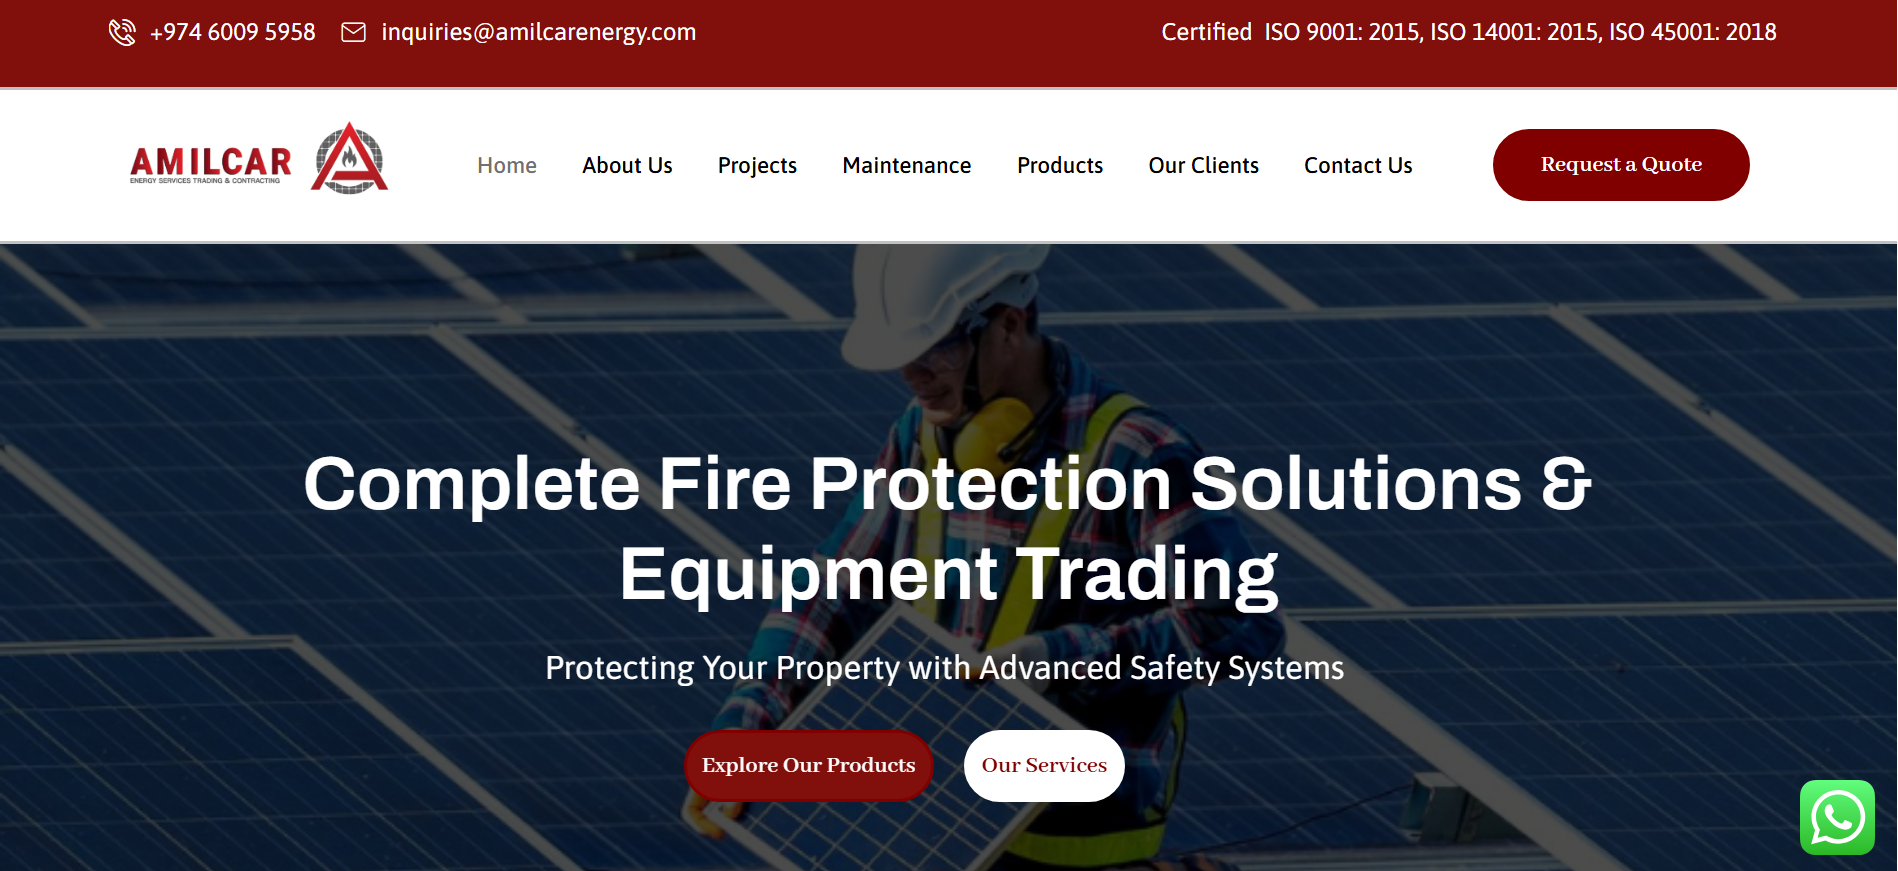 +974 6009 5958 inquiries@amilcarenergy.com Certified ISO 9001: 2015, ISO 14001: 2015, ISO 45001: 2018
AMILCAR
ENERGY SERVICES TRADING & CONTRACTING
Home About Us Projects Maintenance Products Our Clients Contact Us Request a Quote
Complete Fire Protection Solutions &
Equipment Trading
Protecting Your Property with Advanced Safety Systems
Explore Our Products Our Services